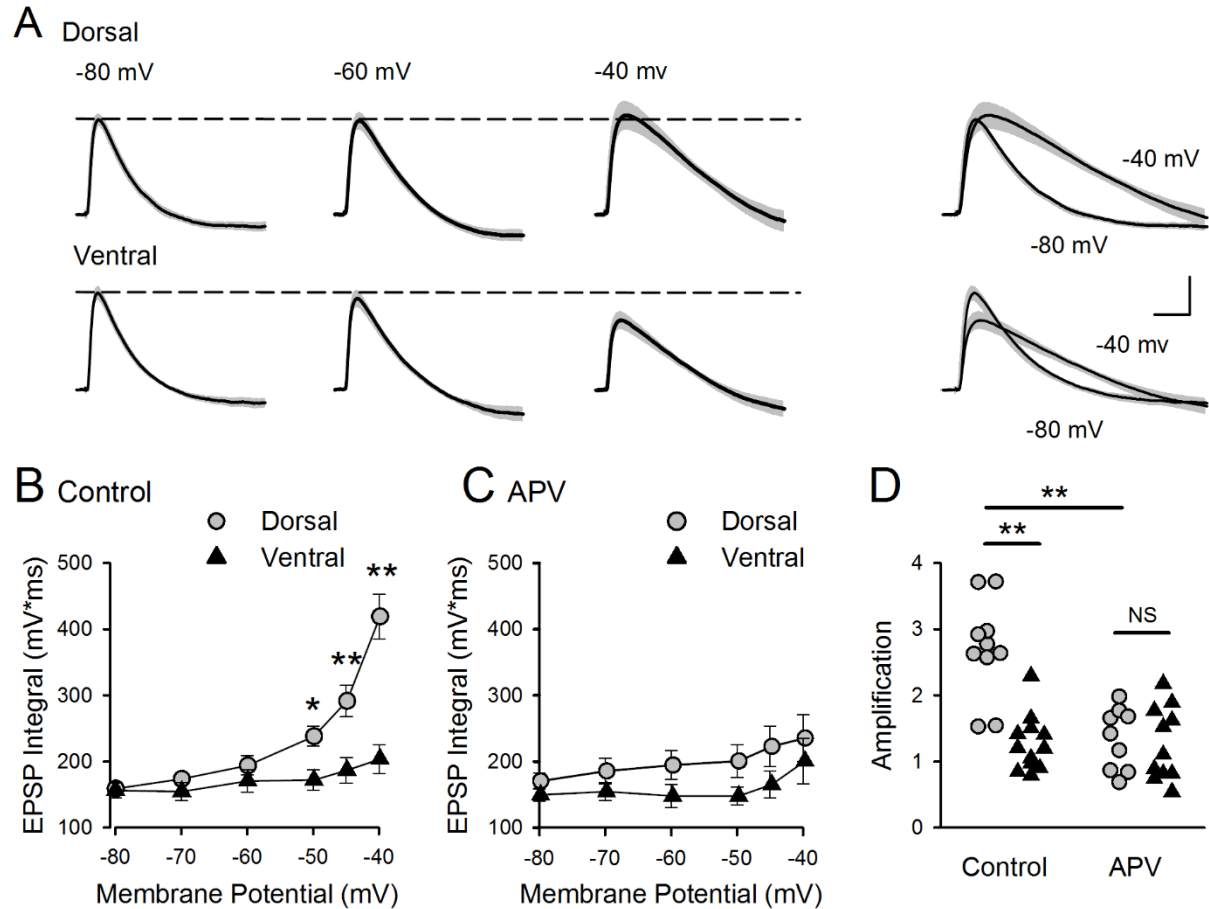 A
Dorsal
-80 mV
-60 mV
-40 mv
-40 mV
-80 mV
Ventral
-40 mv
-80 mV
B Control
Dorsal
Ventral
EPSP Integral (mV*ms)
500
400
300
200
100
*
**
**
-80 -70 -60 -50 -40
Membrane Potential (mV)
C APV
Dorsal
Ventral
EPSP Integral (mV*ms)
500
400
300
200
100
-80 -70 -60 -50 -40
Membrane Potential (mV)
D
**
**
NS
Amplification
4
3
2
1
0
Control APV